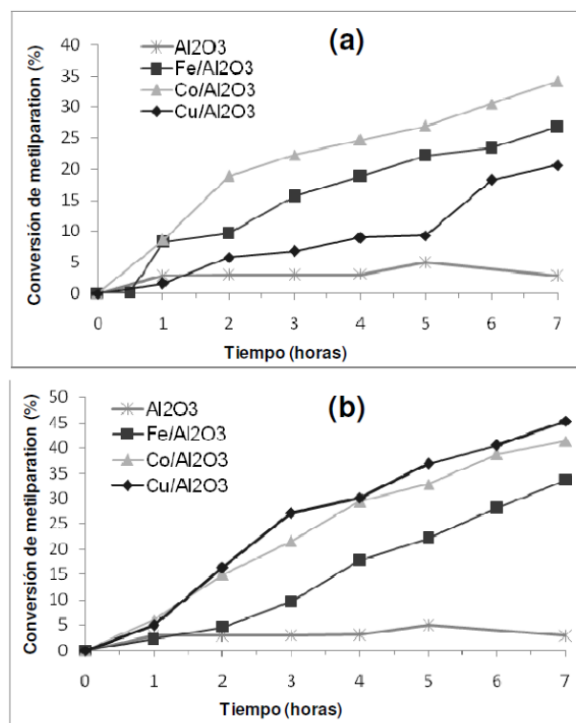 (a)
Al2O3
Fe/Al2O3
Co/Al2O3
Cu/Al2O3
Conversión de metilparation (%)
40
35
30
25
20
15
10
5
0
0 1 2 3 4 5 6 7
Tiempo (horas)
(b)
Al2O3
Fe/Al2O3
Co/Al2O3
Cu/Al2O3
Conversión de metilparation (%)
50
45
40
35
30
25
20
15
10
5
0
0 1 2 3 4 5 6 7
Tiempo (horas)